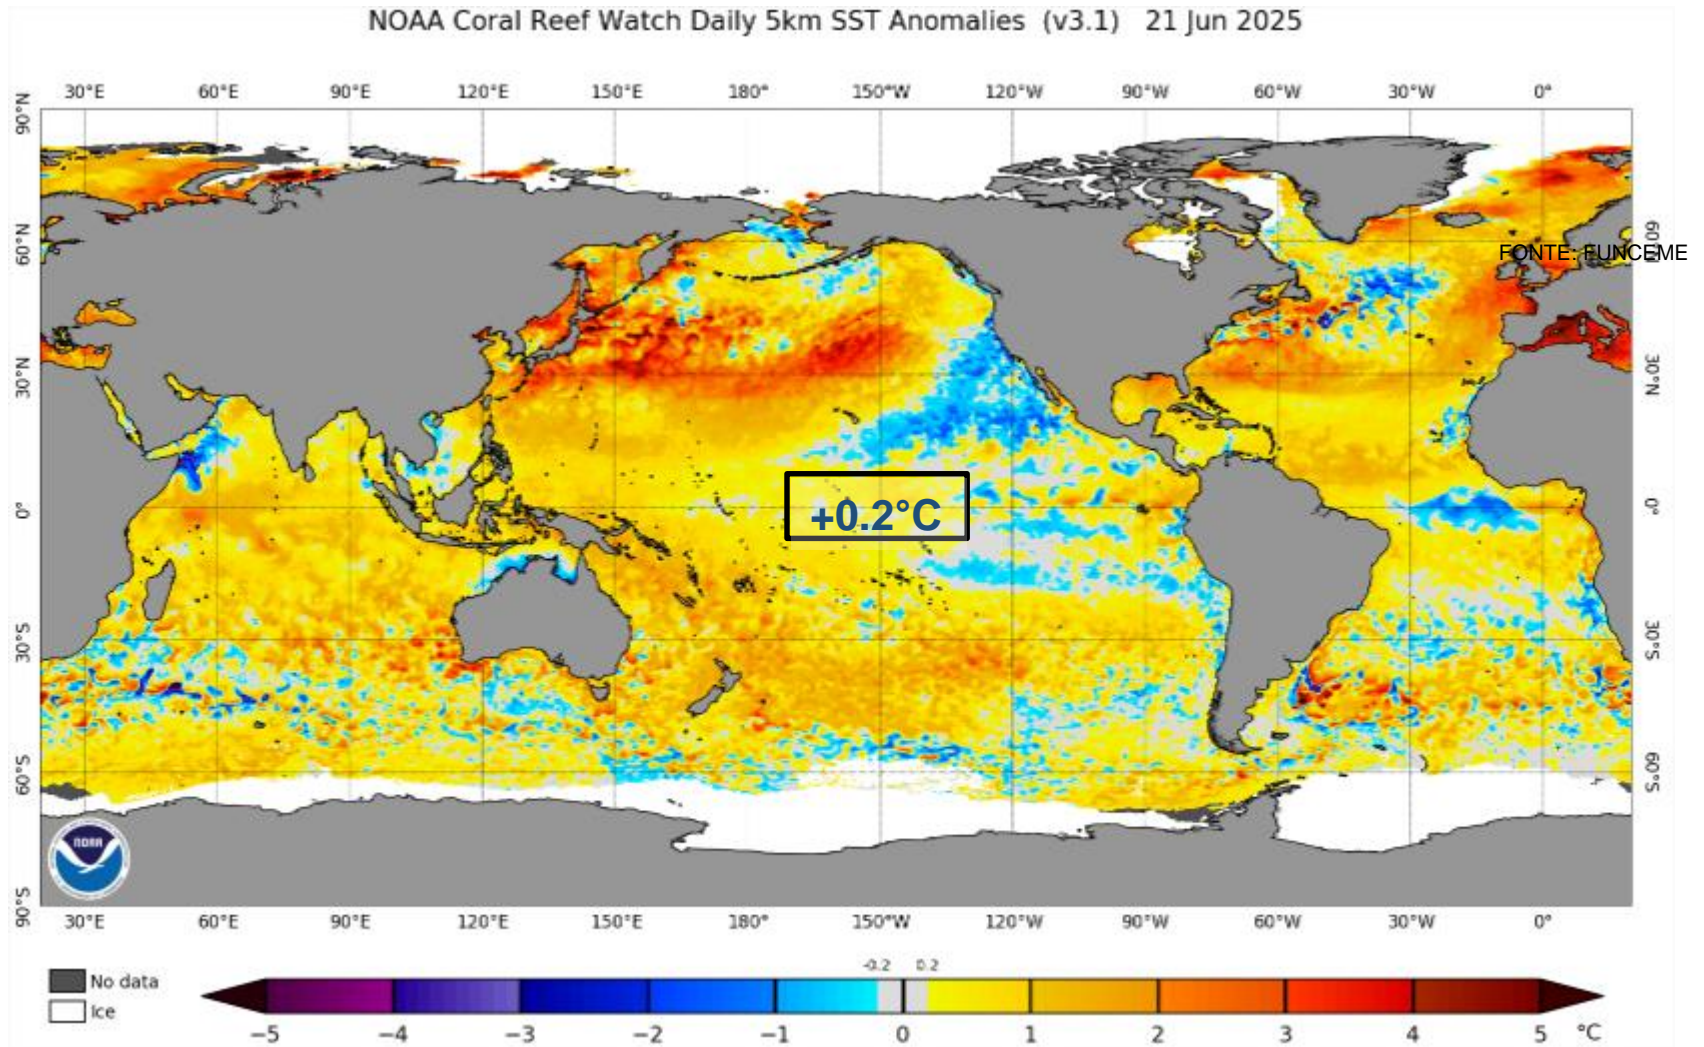 NOAA Coral Reef Watch Daily 5km SST Anomalies (v3.1) 21 Jun 2025
30°E 60°E 90°E 120°E 150°E 180° 150°W 120°W 90°W 60°W 30°W 0°
90°N
60°N
30°N
0°
30°S
60°S
90°S
FONTE: FUNCEME
30°N
0°
30°S
60°S
+0.2°C
NOAA
30°E 60°E 90°E 120°E 150°E 180° 150°W 120°W 90°W 60°W 30°W 0°
No data
Ice
-0.2 0.2
−5 −4 −3 −2 −1 0 1 2 3 4 5 °C